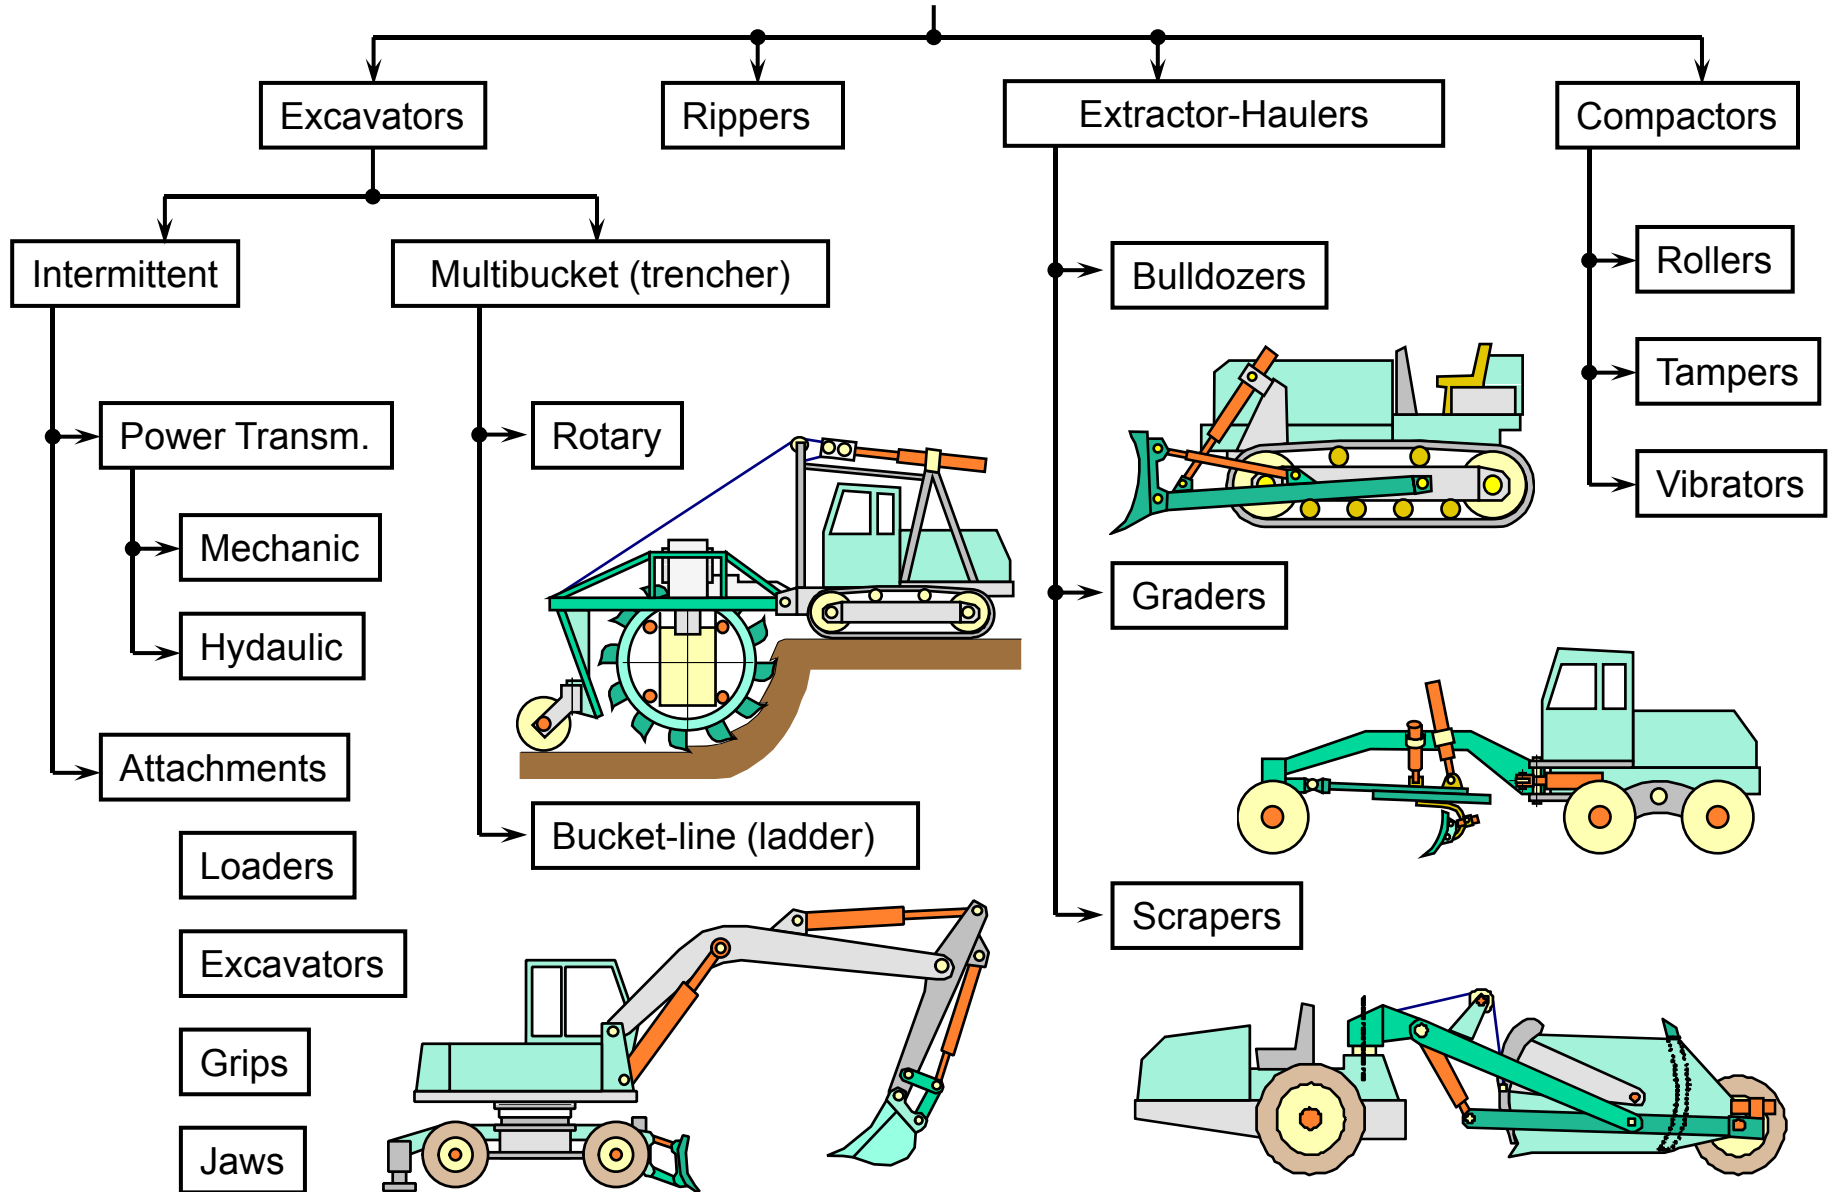 Excavators
Rippers
Extractor-Haulers
Compactors
Intermittent
Multibucket (trencher)
Bulldozers
Rollers
Tampers
Power Transm.
Rotary
Vibrators
Mechanic
Graders
Hydaulic
Attachments
Bucket-line (ladder)
Loaders
Scrapers
Excavators
Grips
Jaws